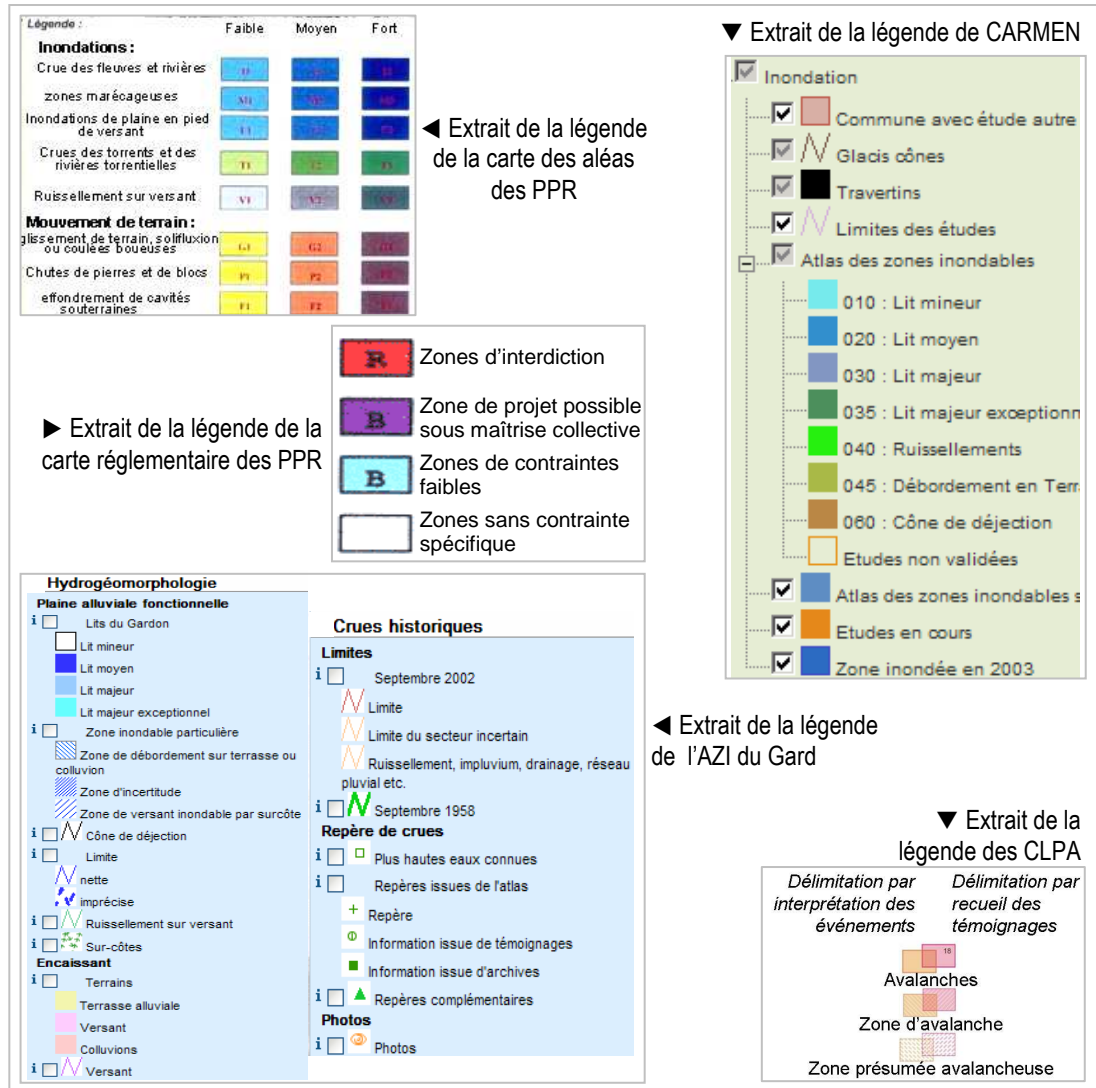 Légende :
Faible Moyen Fort
Inondations :
Crue des fleuves et rivières
zones marécageuses
M1
Inondations de plaine en pied
de versant
Crues des torrents et des
rivières torrentielles
T1 T2
Ruissellement sur versant
V1 V2
Mouvement de terrain :
glissement de terrain, solifluxion
ou coulées boueuses
G1 G2
Chutes de pierres et de blocs
P1 P2
effondrement de cavités
souterraines
F1 F2
◄ Extrait de la légende
de la carte des aléas
des PPR
▼ Extrait de la légende de CARMEN
Inondation
Commune avec étude autre
Glacis cônes
Travertins
Limites des études
Atlas des zones inondables
010 : Lit mineur
020 : Lit moyen
030 : Lit majeur
035 : Lit majeur exceptionn
040 : Ruissellements
045 : Débordement en Terr
060 : Cône de déjection
Etudes non validées
Atlas des zones inondables s
Etudes en cours
Zone inondée en 2003
► Extrait de la légende de la
carte réglementaire des PPR
R Zones d'interdiction
B Zone de projet possible
sous maîtrise collective
B Zones de contraintes
faibles
Zones sans contrainte
spécifique
Hydrogéomorphologie
Plaine alluviale fonctionnelle
i Lits du Gardon
Lit mineur
Lit moyen
Lit majeur
Lit majeur exceptionnel
i Zone inondable particulière
Zone de débordement sur terrasse ou
colluvion
Zone d'incertitude
Zone de versant inondable par surcôte
i Cône de déjection
i Limite
nette
imprécise
i Ruissellement sur versant
i Sur-côtes
Encaissant
i Terrains
Terrasse alluviale
Versant
Colluvions
i Versant
Crues historiques
Limites
i Septembre 2002
Limite
Limite du secteur incertain
Ruissellement, impluvium, drainage, réseau
pluvial etc.
i Septembre 1958
Repère de crues
i Plus hautes eaux connues
i Repères issues de l'atlas
Repère
Information issue de témoignages
Information issue d'archives
i Repères complémentaires
Photos
i Photos
◄ Extrait de la légende
de l'AZI du Gard
▼ Extrait de la
légende des CLPA
Délimitation par
interprétation des
événements
Délimitation par
recueil des
témoignages
16
Avalanches
Zone d'avalanche
Zone présumée avalancheuse